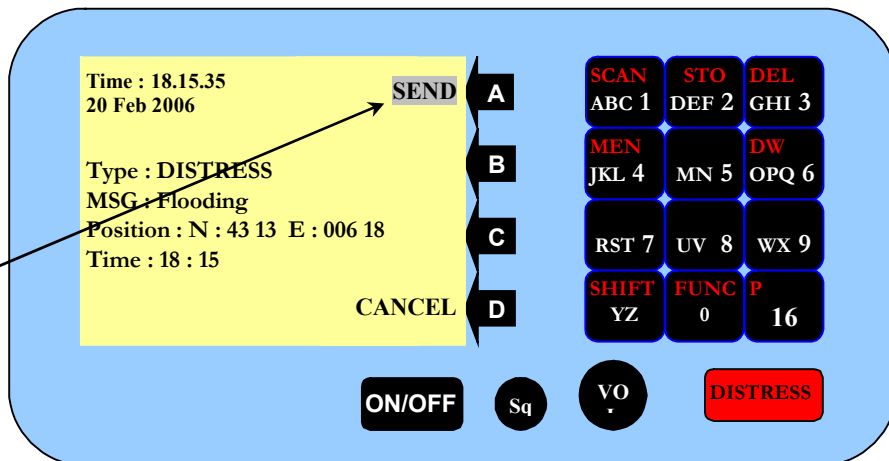 Time : 18.15.35
20 Feb 2006
SEND
Type : DISTRESS
MSG : Flooding
Position : N : 43 13 E : 006 18
Time : 18 : 15
CANCEL
A
B
C
D
SCAN STO DEL
ABC 1 DEF 2 GHI 3
MEN DW
JKL 4 MN 5 OPQ 6
RST 7 UV 8 WX 9
SHIFT FUNC P
YZ 0 16
ON/OFF Sq VO DISTRESS